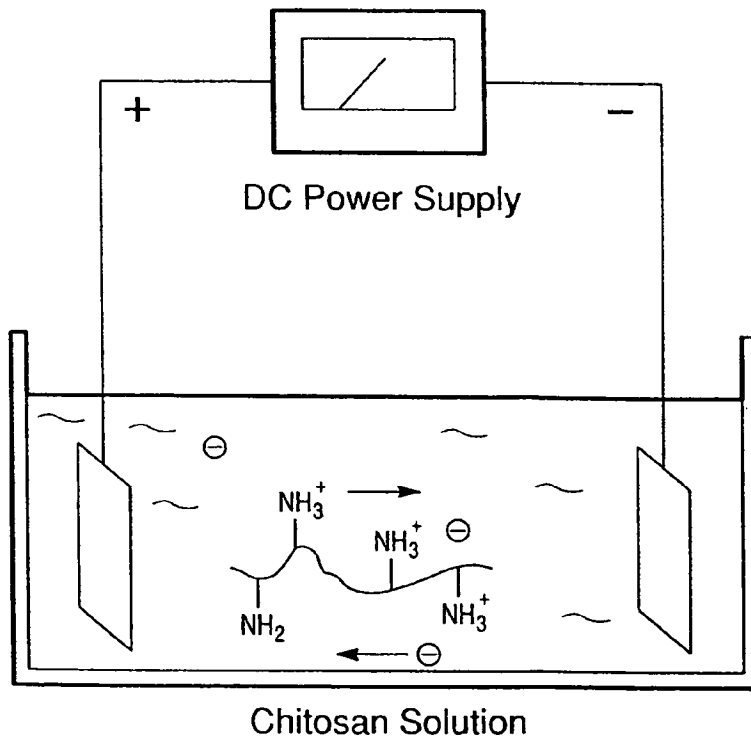 +
−
DC Power Supply
⊖
NH₃⁺
NH₃⁺
⊖
NH₂
NH₃⁺
⊖
Chitosan Solution